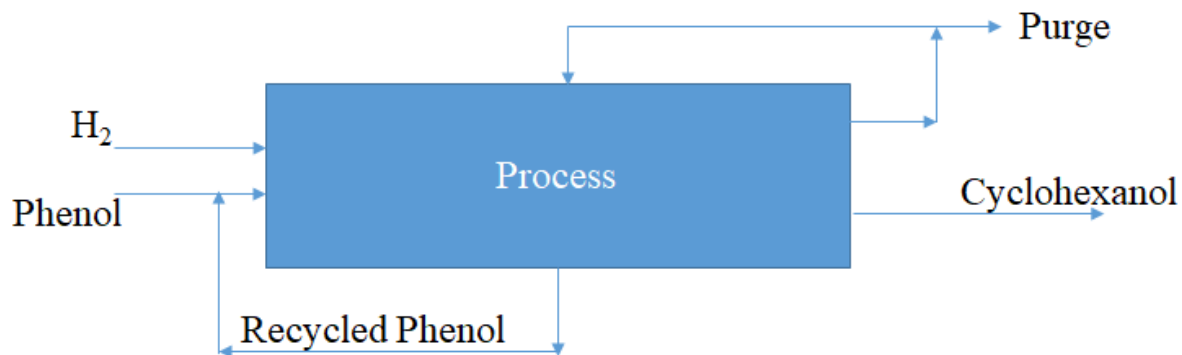 Purge
H₂
Process
Phenol
Cyclohexanol
Recycled Phenol